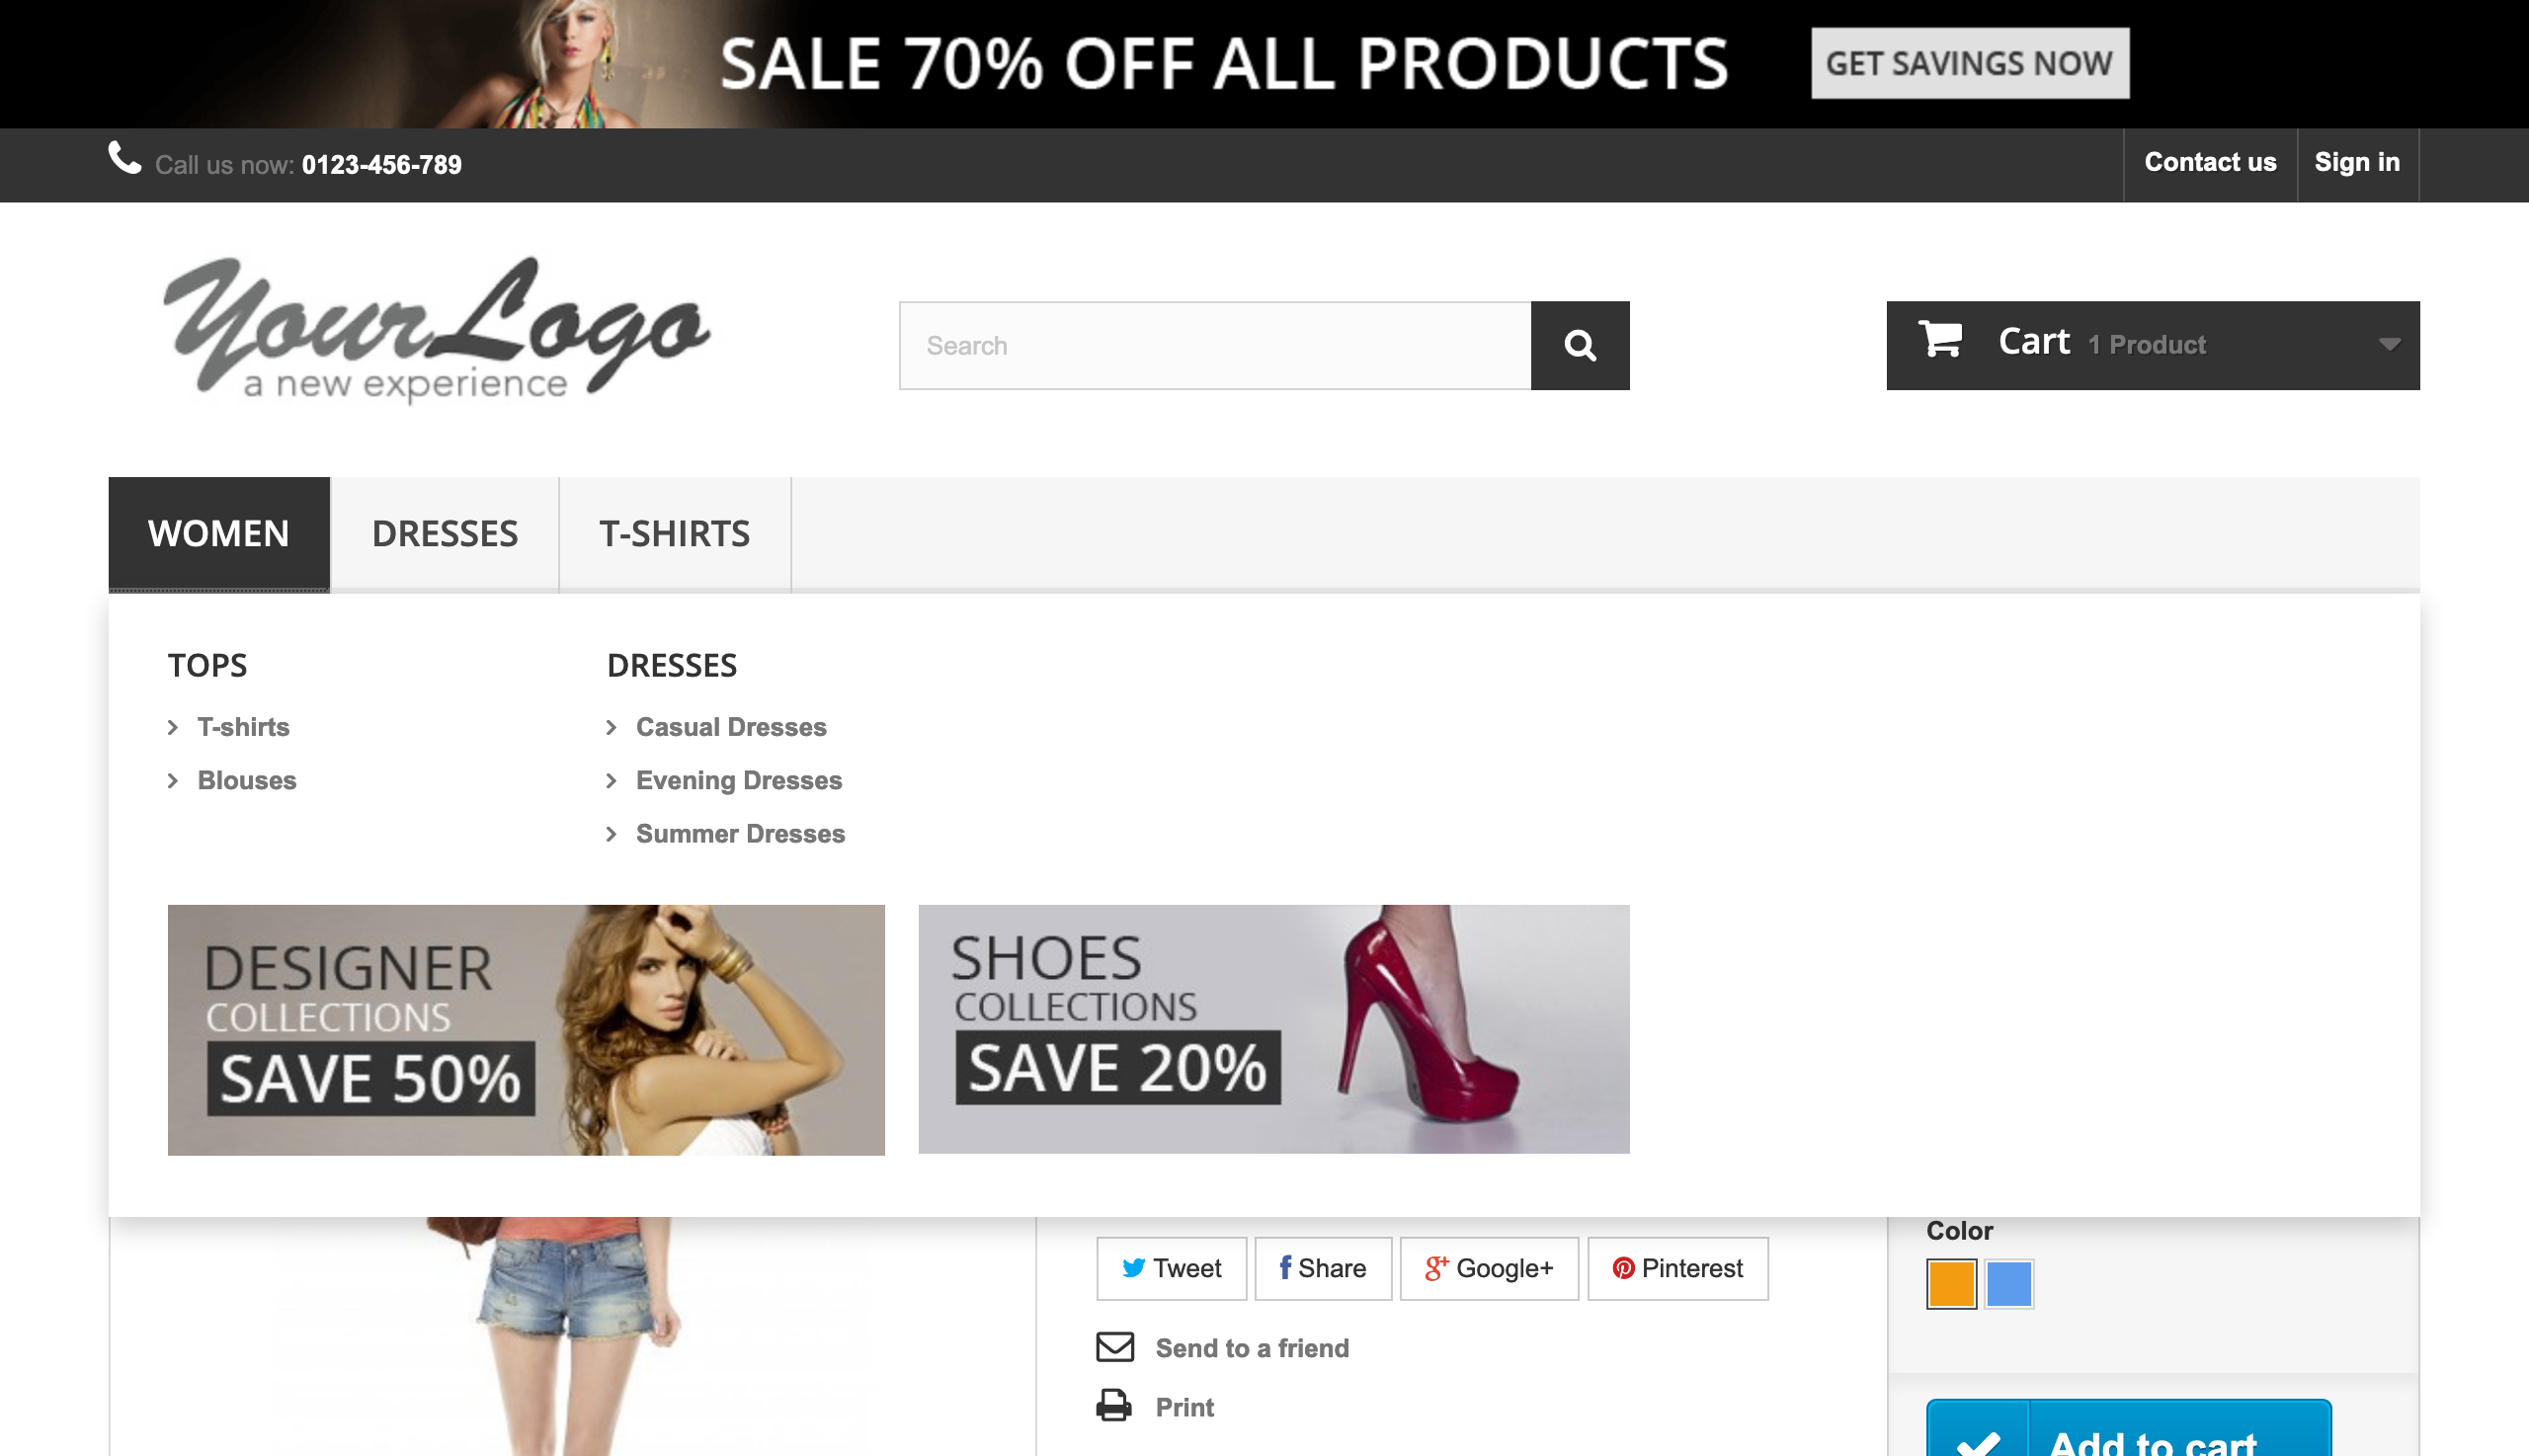 SALE 70% OFF ALL PRODUCTS
GET SAVINGS NOW
Call us now: 0123-456-789
Contact us
Sign in
YourLogo
a new experience
Search
Cart 1 Product
WOMEN
DRESSES
T-SHIRTS
TOPS
T-shirts
Blouses
DRESSES
Casual Dresses
Evening Dresses
Summer Dresses
DESIGNER
COLLECTIONS
SAVE 50%
SHOES
COLLECTIONS
SAVE 20%
Color
Tweet
Share
Google+
Pinterest
Send to a friend
Print
Add to cart